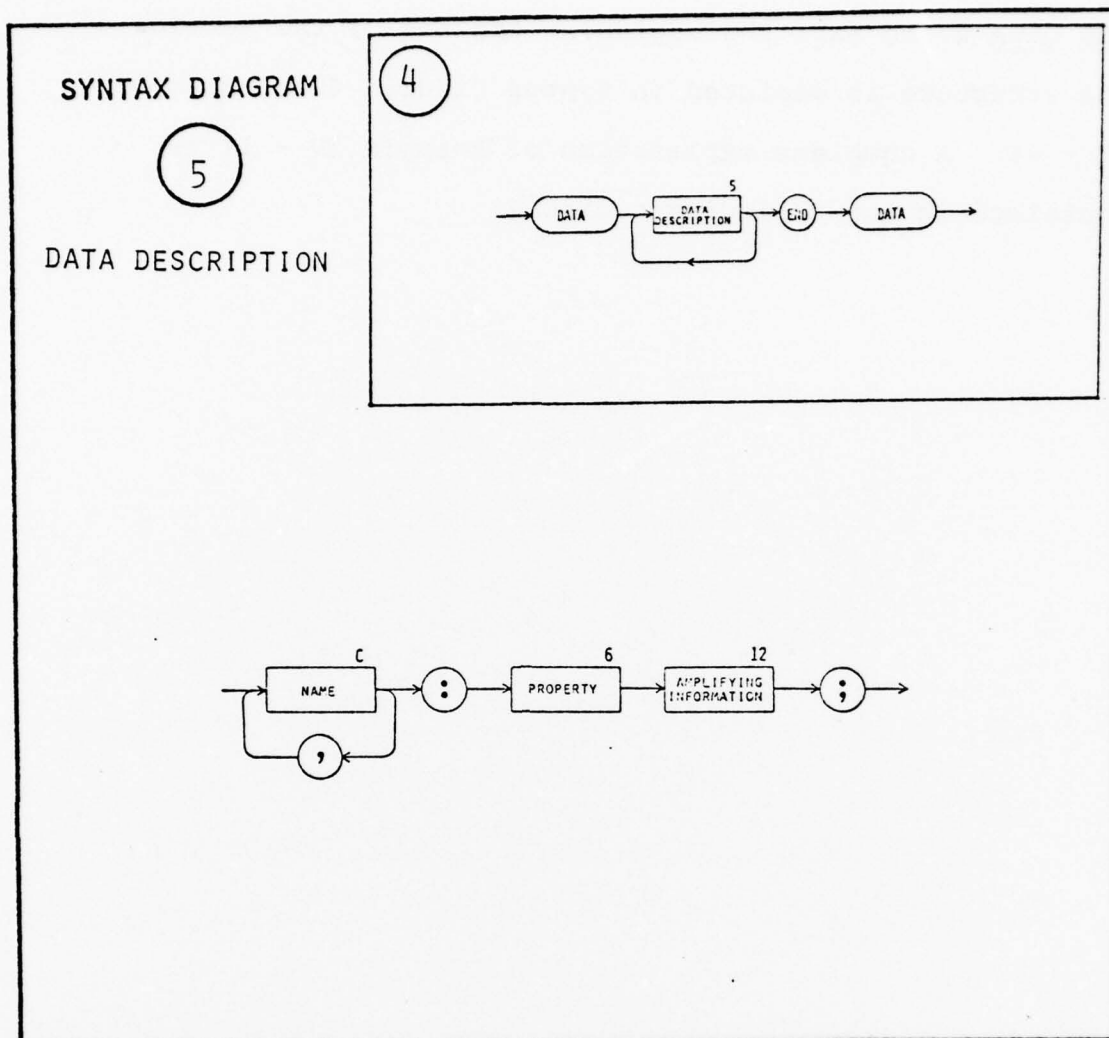 SYNTAX DIAGRAM
5
DATA DESCRIPTION
4
5
DATA
DATA
DESCRIPTION
END
DATA
C
6
12
NAME
:
PROPERTY
AMPLIFYING
INFORMATION
;
,